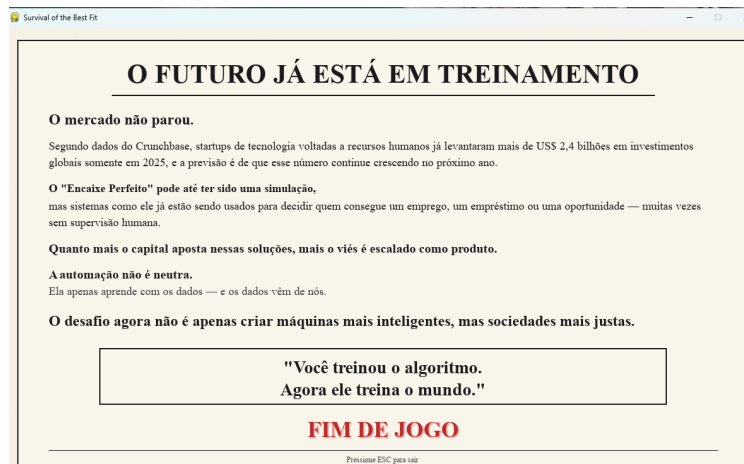 Survival of the Best Fit
O FUTURO JÁ ESTÁ EM TREINAMENTO
O mercado não parou.
Segundo dados do Crunchbase, startups de tecnologia voltadas a recursos humanos já levantaram mais de US$ 2,4 bilhões em investimentos
globais somente em 2025, e a previsão é de que esse número continue crescendo no próximo ano.
O "Encaixe Perfeito" pode até ter sido uma simulação,
mas sistemas como ele já estão sendo usados para decidir quem consegue um emprego, um empréstimo ou uma oportunidade — muitas vezes
sem supervisão humana.
Quanto mais o capital aposta nessas soluções, mais o viés é escalado como produto.
A automação não é neutra.
Ela apenas aprende com os dados — e os dados vêm de nós.
O desafio agora não é apenas criar máquinas mais inteligentes, mas sociedades mais justas.
"Você treinou o algoritmo.
Agora ele treina o mundo."
FIM DE JOGO
Pressione ESC para sair